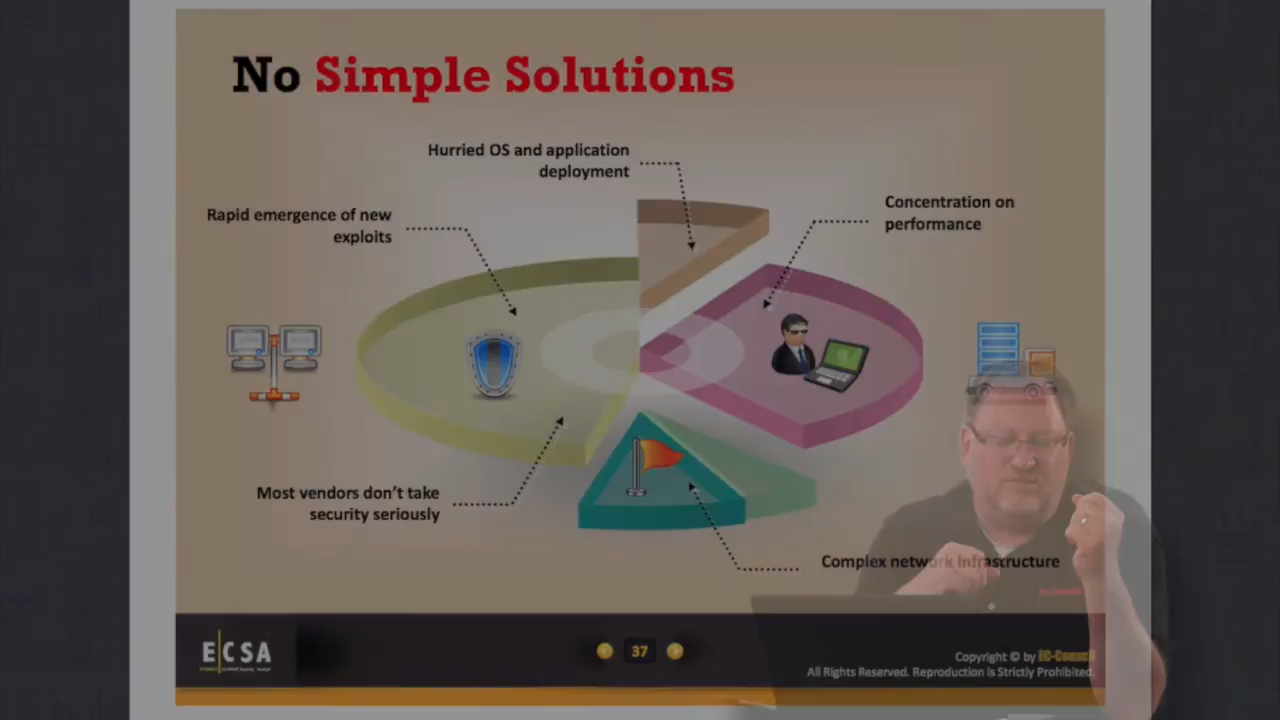 No Simple Solutions
Hurried OS and application
deployment
Rapid emergence of new
exploits
Concentration on
performance
Most vendors don't take
security seriously
Complex network infrastructure
ECSA
37
Copyright © by EC-Council
All Rights Reserved. Reproduction is Strictly Prohibited.